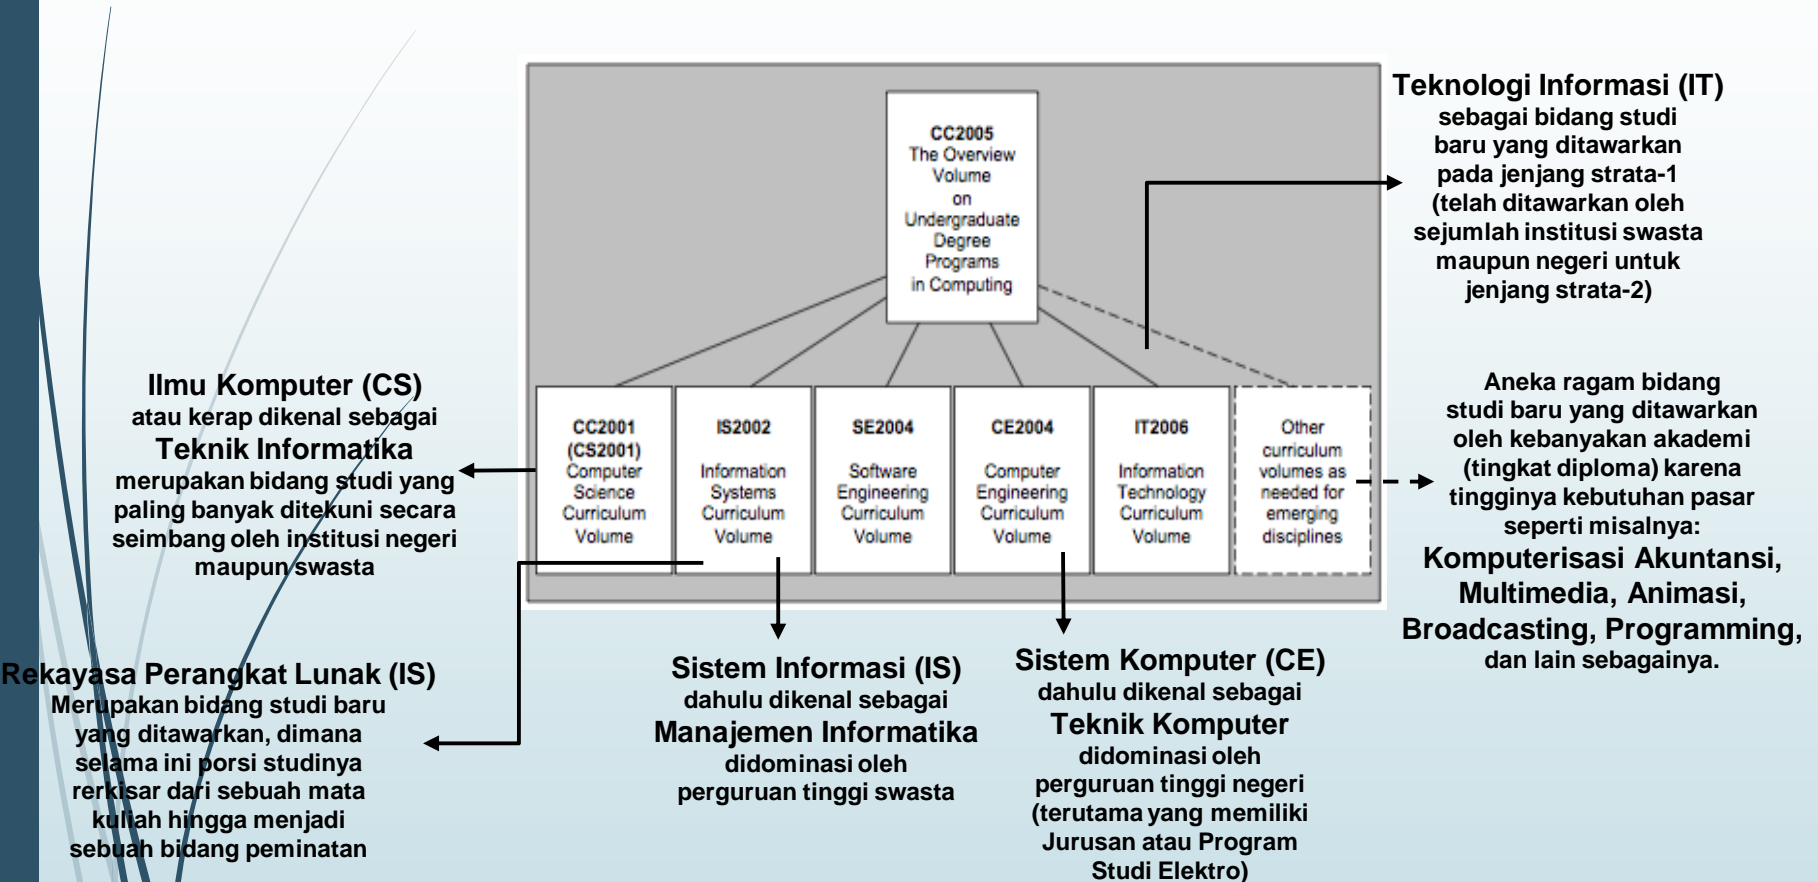 CC2005
The Overview
Volume
on
Undergraduate
Degree
Programs
in Computing
CC2001
(CS2001)
Computer
Science
Curriculum
Volume
IS2002
Information
Systems
Curriculum
Volume
SE2004
Software
Engineering
Curriculum
Volume
CE2004
Computer
Engineering
Curriculum
Volume
IT2006
Information
Technology
Curriculum
Volume
Other
curriculum
volumes as
needed for
emerging
disciplines
Teknologi Informasi (IT)
sebagai bidang studi
baru yang ditawarkan
pada jenjang strata-1
(telah ditawarkan oleh
sejumlah institusi swasta
maupun negeri untuk
jenjang strata-2)
Ilmu Komputer (CS)
atau kerap dikenal sebagai
Teknik Informatika
merupakan bidang studi yang
paling banyak ditekuni secara
seimbang oleh institusi negeri
maupun swasta
Aneka ragam bidang
studi baru yang ditawarkan
oleh kebanyakan akademi
(tingkat diploma) karena
tingginya kebutuhan pasar
seperti misalnya:
Komputerisasi Akuntansi,
Multimedia, Animasi,
Broadcasting, Programming,
dan lain sebagainya.
Rekayasa Perangkat Lunak (IS)
Merupakan bidang studi baru
yang ditawarkan, dimana
selama ini porsi studinya
rerkisar dari sebuah mata
kuliah hingga menjadi
sebuah bidang peminatan
Sistem Informasi (IS)
dahulu dikenal sebagai
Manajemen Informatika
didominasi oleh
perguruan tinggi swasta
Sistem Komputer (CE)
dahulu dikenal sebagai
Teknik Komputer
didominasi oleh
perguruan tinggi negeri
(terutama yang memiliki
Jurusan atau Program
Studi Elektro)